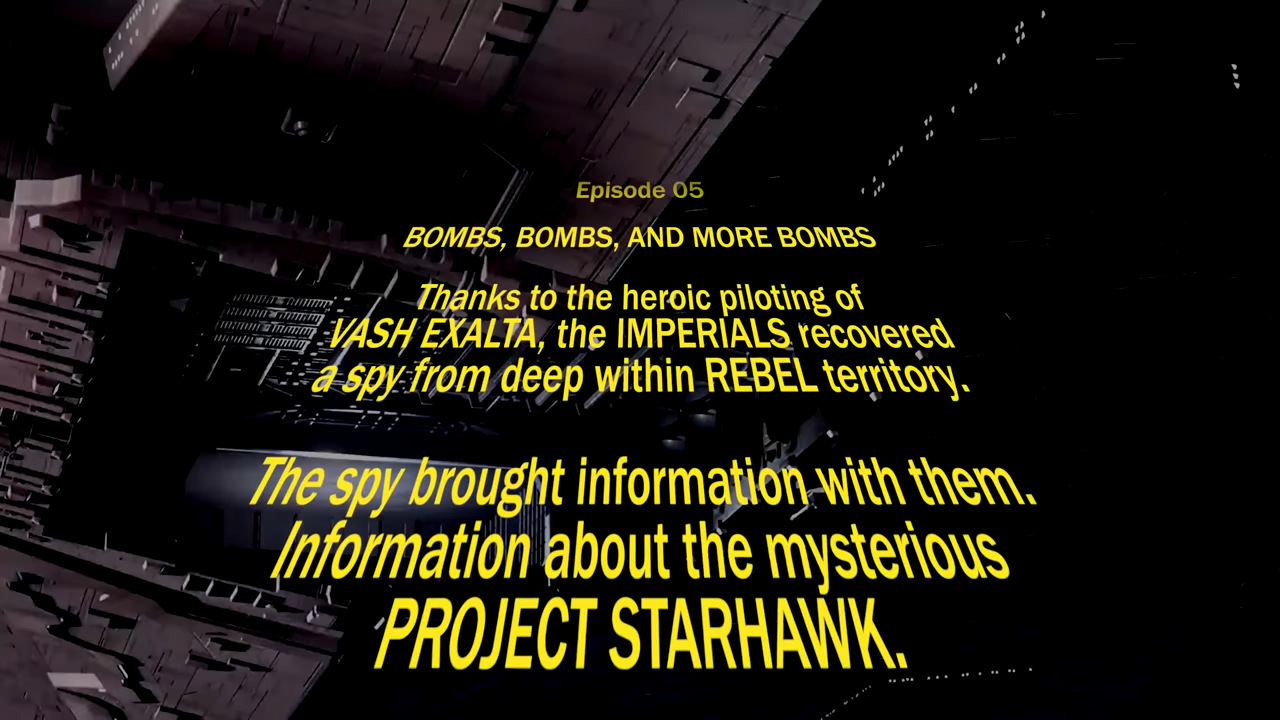 Episode 05
BOMBS, BOMBS, AND MORE BOMBS
Thanks to the heroic piloting of
VASH EXALTA, the IMPERIALS recovered
a spy from deep within REBEL territory.
The spy brought information with them.
Information about the mysterious
PROJECT STARHAWK.